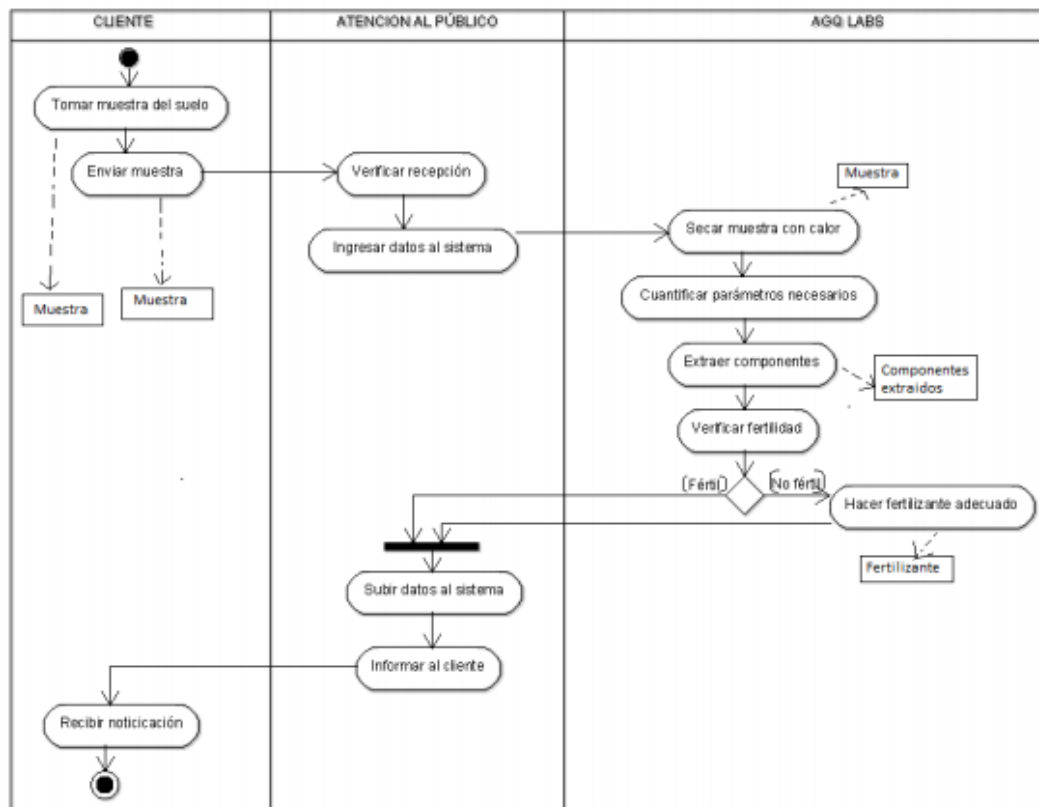 CLIENTE
ATENCION AL PÚBLICO
AGQ LABS
Tomar muestra del suelo
Enviar muestra
Verificar recepción
Muestra
Secar muestra con calor
Ingresar datos al sistema
Muestra
Muestra
Cuantificar parámetros necesarios
Extraer componentes
Componentes
extraidos
Verificar fertilidad
(Fértil)
[No fértil]
Hacer fertilizante adecuado
Fertilizante
Subir datos al sistema
Informar al cliente
Recibir noticicación